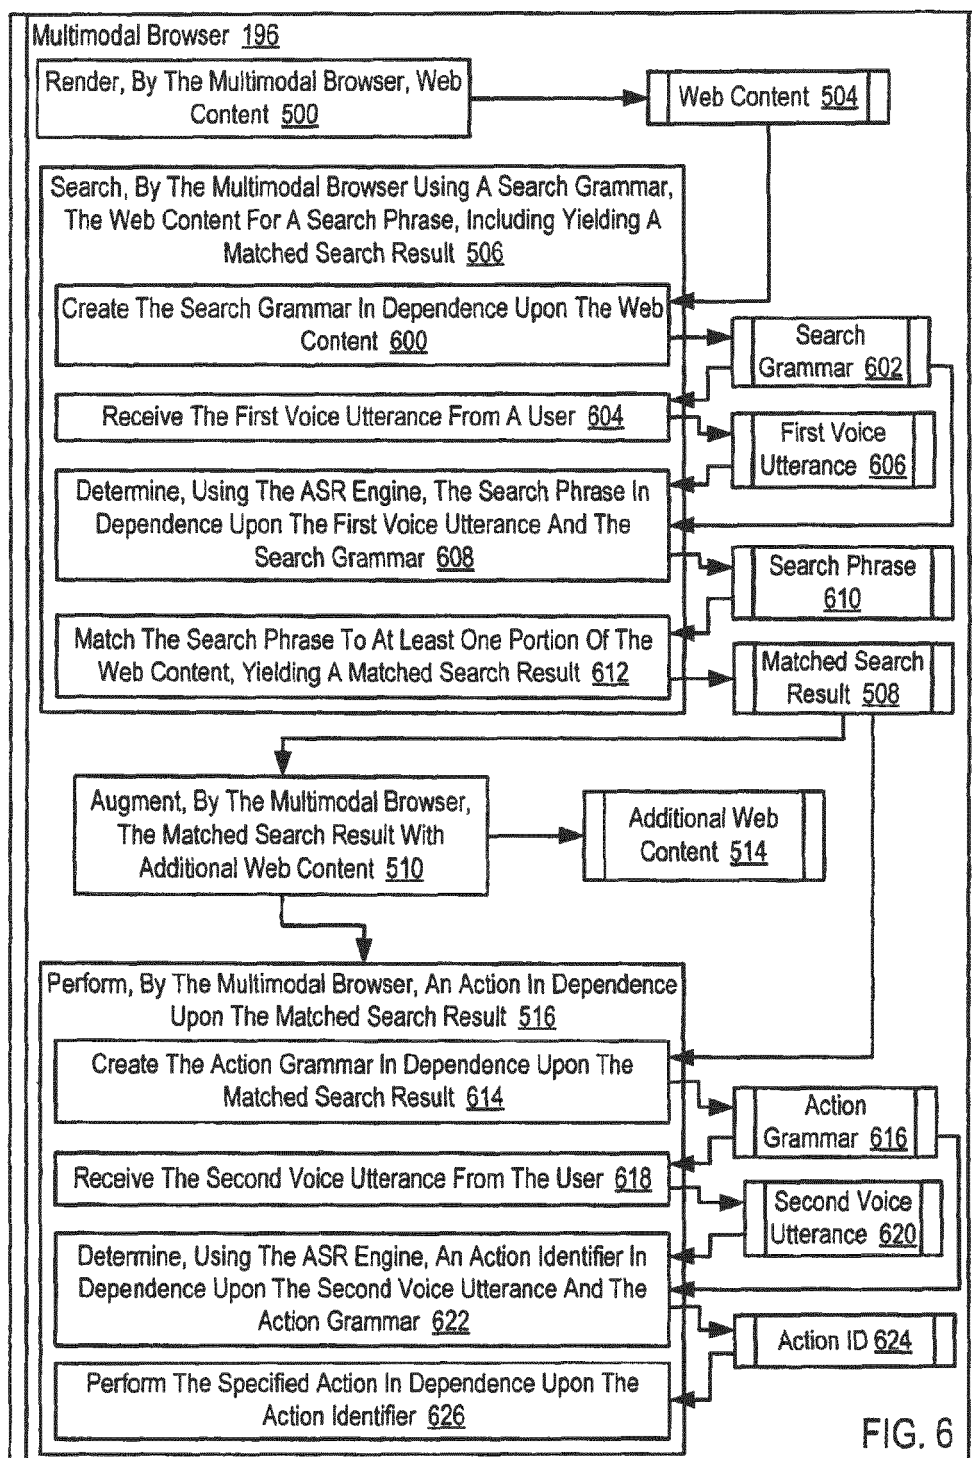 Multimodal Browser 196
Render, By The Multimodal Browser, Web
Content 500
Web Content 504
Search, By The Multimodal Browser Using A Search Grammar,
The Web Content For A Search Phrase, Including Yielding A
Matched Search Result 506
Create The Search Grammar In Dependence Upon The Web
Content 600
Search
Grammar 602
Receive The First Voice Utterance From A User 604
First Voice
Utterance 606
Determine, Using The ASR Engine, The Search Phrase In
Dependence Upon The First Voice Utterance And The
Search Grammar 608
Search Phrase
610
Match The Search Phrase To At Least One Portion Of The
Web Content, Yielding A Matched Search Result 612
Matched Search
Result 508
Augment, By The Multimodal Browser,
The Matched Search Result With
Additional Web Content 510
Additional Web
Content 514
Perform, By The Multimodal Browser, An Action In Dependence
Upon The Matched Search Result 516
Create The Action Grammar In Dependence Upon The
Matched Search Result 614
Action
Grammar 616
Receive The Second Voice Utterance From The User 618
Second Voice
Utterance 620
Determine, Using The ASR Engine, An Action Identifier In
Dependence Upon The Second Voice Utterance And The
Action Grammar 622
Action ID 624
Perform The Specified Action In Dependence Upon The
Action Identifier 626
FIG. 6